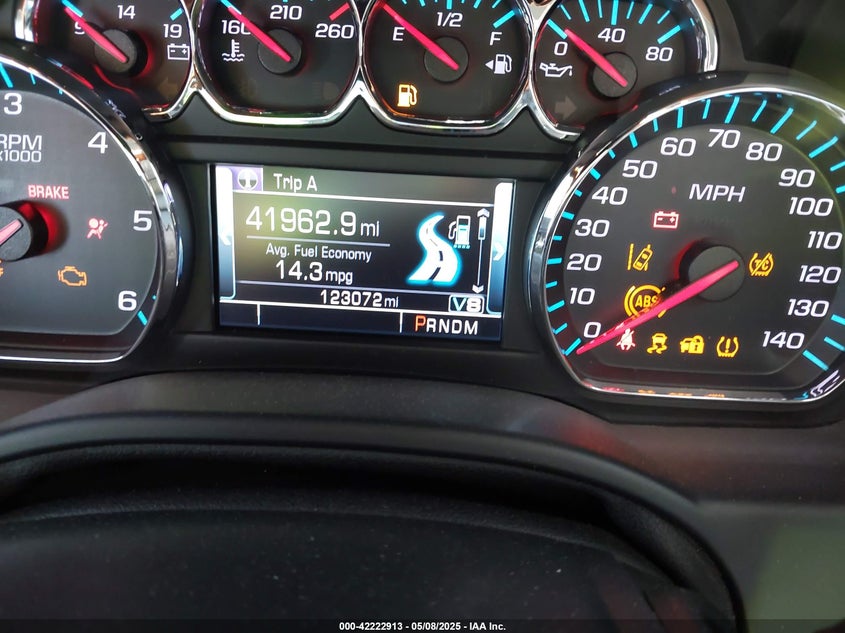 9 14 19
160 210 260
E 1/2 F
0 40 80
3
4
5
6
RPM
x1000
BRAKE
Trip A
41962.9 mi
Avg. Fuel Economy
14.3 mpg
123072 mi
V8
PRNDM
0 10 20 30 40 50 60 70 80 90 100 110 120 130 140
MPH
ABS
000-42222913 - 05/08/2025 - IAA Inc.